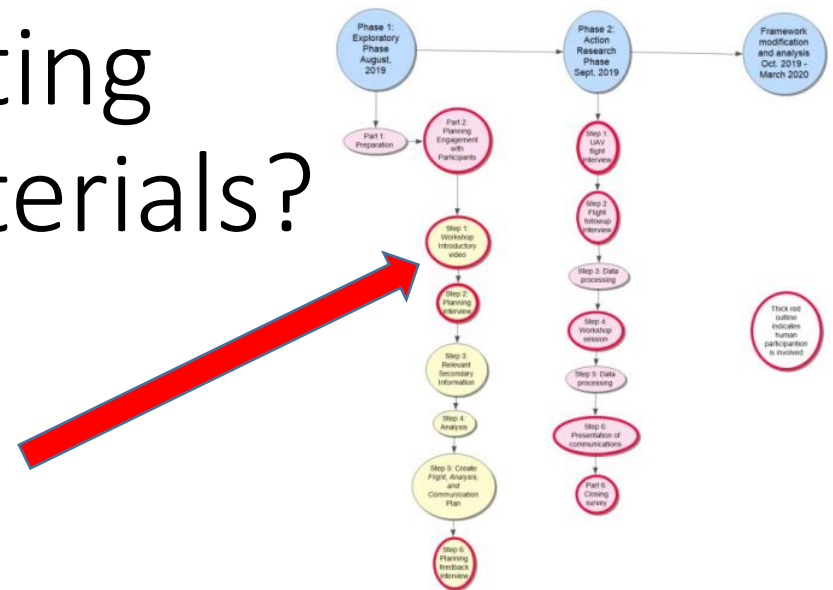 ting
terials?
Phase 1:
Exploratory
Phase
August,
2019
Part 1:
Preparation
Part 2:
Planning
Engagement
with
Participants
Step 1:
Workshop
Introductory
video
Step 2:
Planning
interview
Step 3:
Relevant
Secondary
Information
Step 4:
Analysis
Step 5: Create
Flight, Analysis,
and
Communication
Plan
Step 6:
Planning
feedback
interview
Phase 2:
Action
Research
Phase
Sept, 2019
Step 1:
UAV
flight
interview
Step 2:
Flight
followup
interview
Step 3: Data
processing
Step 4:
Workshop
session
Step 5: Data
processing
Step 6:
Presentation of
communications
Part 6:
Closing
survey
Framework
modification
and analysis
Oct. 2019 -
March 2020
Thick red
outline
indicates
human
participantion
is involved